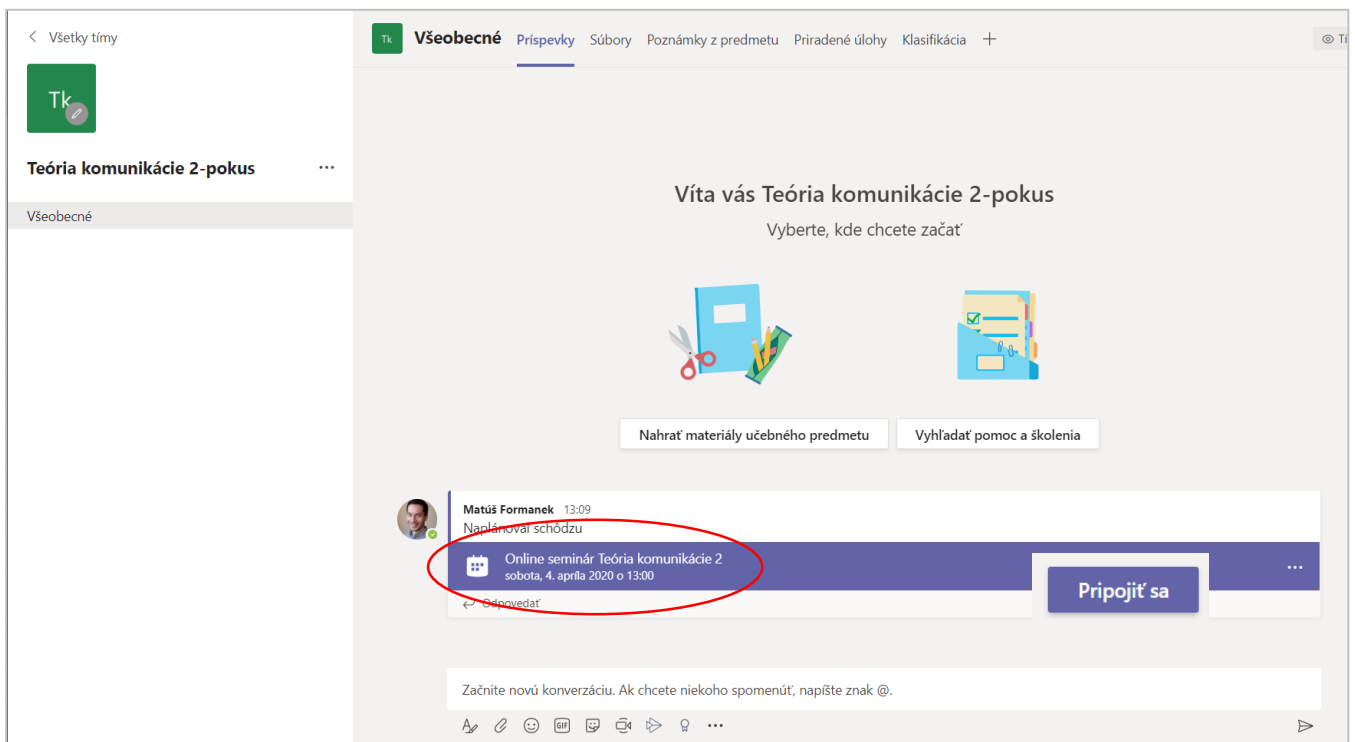 Všetky tímy
Tk
Teória komunikácie 2-pokus
Všeobecné
Tk Všeobecné Príspevky Súbory Poznámky z predmetu Priradené úlohy Klasifikácia
Víta vás Teória komunikácie 2-pokus
Vyberte, kde chcete začať
Nahrať materiály učebného predmetu Vyhľadať pomoc a školenia
Matúš Formanek 13:09
Naplánoval schôdzu
Online seminár Teória komunikácie 2
sobota, 4. apríla 2020 o 13:00
Pripojiť sa
Odpovedať
Začnite novú konverzáciu. Ak chcete niekoho spomenúť, napíšte znak @.
GIF